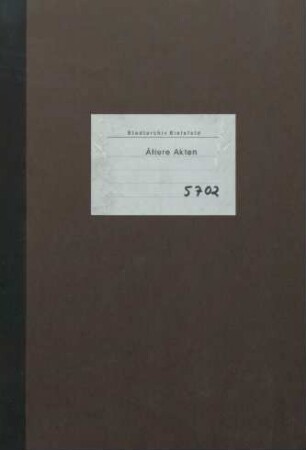 Stadtarchiv Bielefeld
Ältere Akten
5702